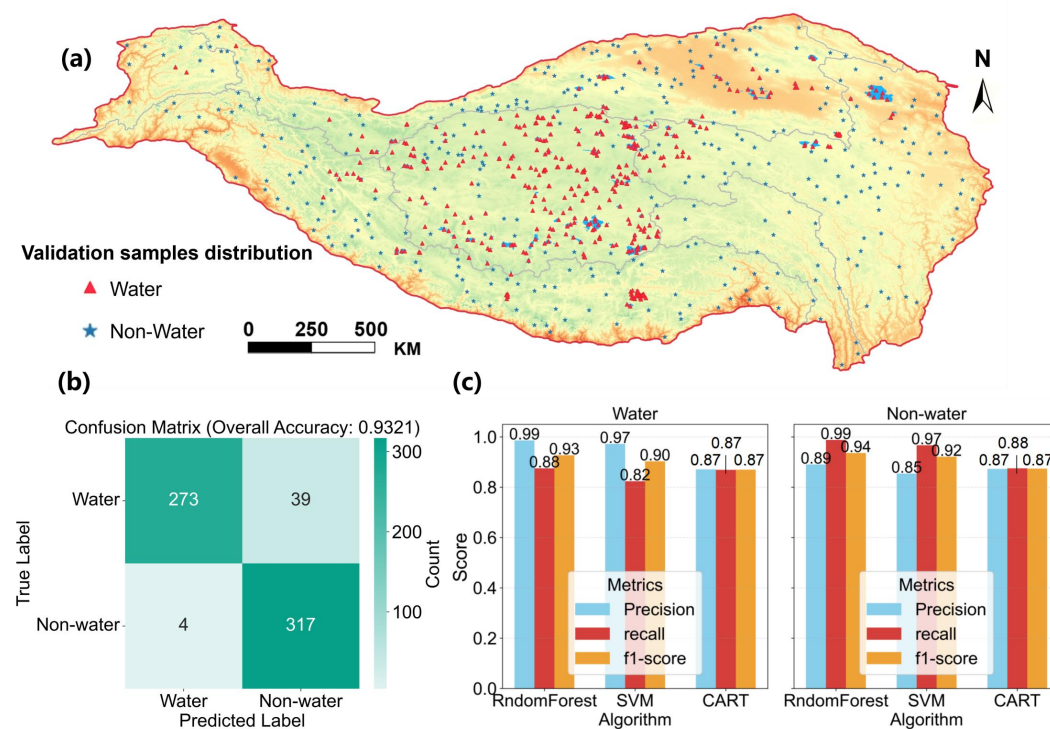 (a)
N
Validation samples distribution
Water
Non-Water
0 250 500
KM
(b)
Confusion Matrix (Overall Accuracy: 0.9321)
True Label
Water
Non-water
273
39
4
317
Water
Non-water
Predicted Label
300
200
100
Count
(c)
Water
Score
1.0
0.8
0.6
0.4
0.2
0.0
0.99
0.88
0.93
0.97
0.82
0.90
0.87
0.87
0.87
Metrics
Precision
recall
f1-score
RndomForest
SVM
CART
Algorithm
Non-water
0.89
0.99
0.94
0.85
0.97
0.92
0.88
0.87
0.87
Metrics
Precision
recall
f1-score
RndomForest
SVM
CART
Algorithm